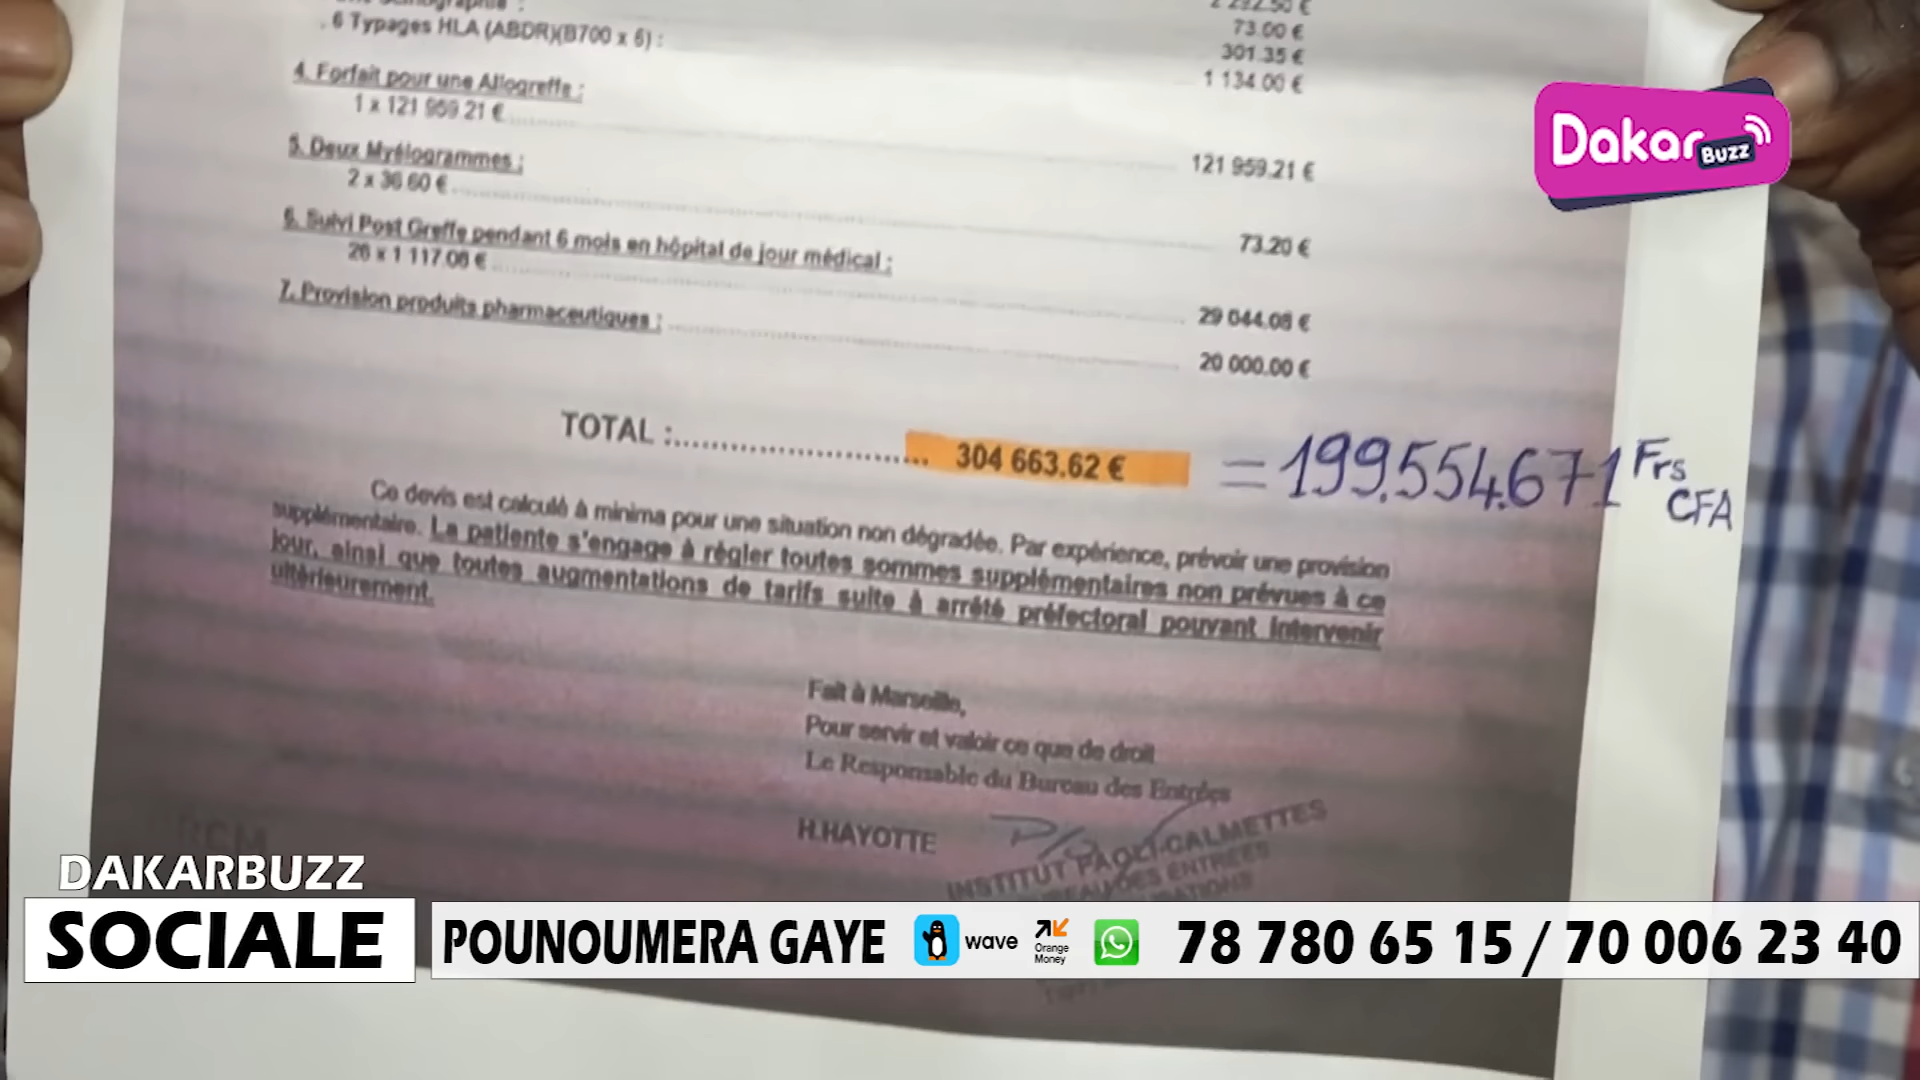 2 292.50 €
73.00 €
. 6 Typages HLA (ABDR)(B700 x 6) :
301.35 €
1 134.00 €
4. Forfait pour une Allogreffe :
1 x 121 959 21 €
121 959.21 €
5. Deux Myélogrammes :
2 x 36 60 €
73.20 €
6. Suivi Post Greffe pendant 6 mois en hôpital de jour médical :
26 x 1 117.08 €
29 044.08 €
7. Provision produits pharmaceutiques :
20 000.00 €
TOTAL : 304 663.62 € = 199.554.671 Frs CFA
Ce devis est calculé à minima pour une situation non dégradée. Par expérience, prévoir une provision
supplémentaire. La patiente s'engage à régler toutes sommes supplémentaires non prévues à ce
jour, ainsi que toutes augmentations de tarifs suite à arrêté préfectoral pouvant intervenir
ultérieurement.
Fait à Marseille,
Pour servir et valoir ce que de droit
Le Responsable du Bureau des Entrées
H.HAYOTTE
INSTITUT PAOLI-CALMETTES
BUREAU DES ENTREES
Dakar BUZZ
DAKARBUZZ
SOCIALE
POUNOUMERA GAYE wave Orange Money 78 780 65 15 / 70 006 23 40